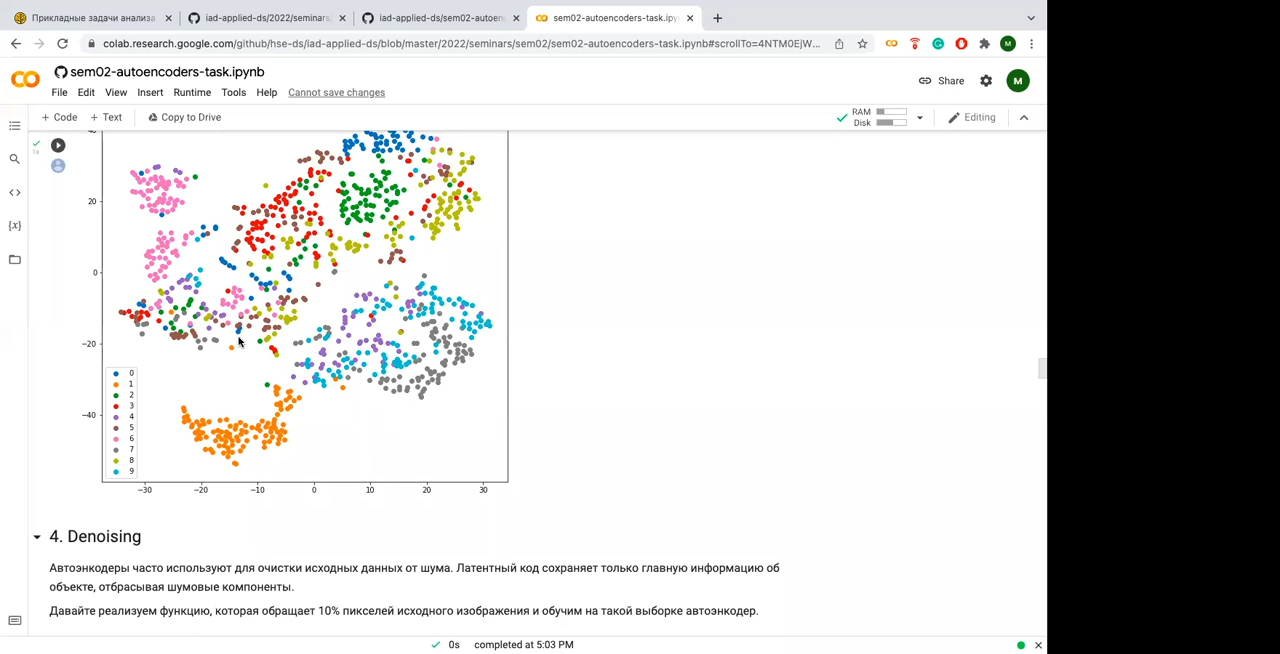 Прикладные задачи анализа
iad-applied-ds/2022/seminars
iad-applied-ds/sem02-autoen
sem02-autoencoders-task.ipy
colab.research.google.com/github/hse-ds/iad-applied-ds/blob/master/2022/seminars/sem02/sem02-autoencoders-task.ipynb#scrollTo=4NTM0EjW...
M
sem02-autoencoders-task.ipynb
File Edit View Insert Runtime Tools Help Cannot save changes
Share
M
+ Code + Text Copy to Drive
RAM
Disk
Editing
1s
{x}
40
20
0
−20
−40
0
1
2
3
4
5
6
7
8
9
−30 −20 −10 0 10 20 30
4. Denoising
Автоэнкодеры часто используют для очистки исходных данных от шума. Латентный код сохраняет только главную информацию об
объекте, отбрасывая шумовые компоненты.
Давайте реализуем функцию, которая обращает 10% пикселей исходного изображения и обучим на такой выборке автоэнкодер.
0s completed at 5:03 PM